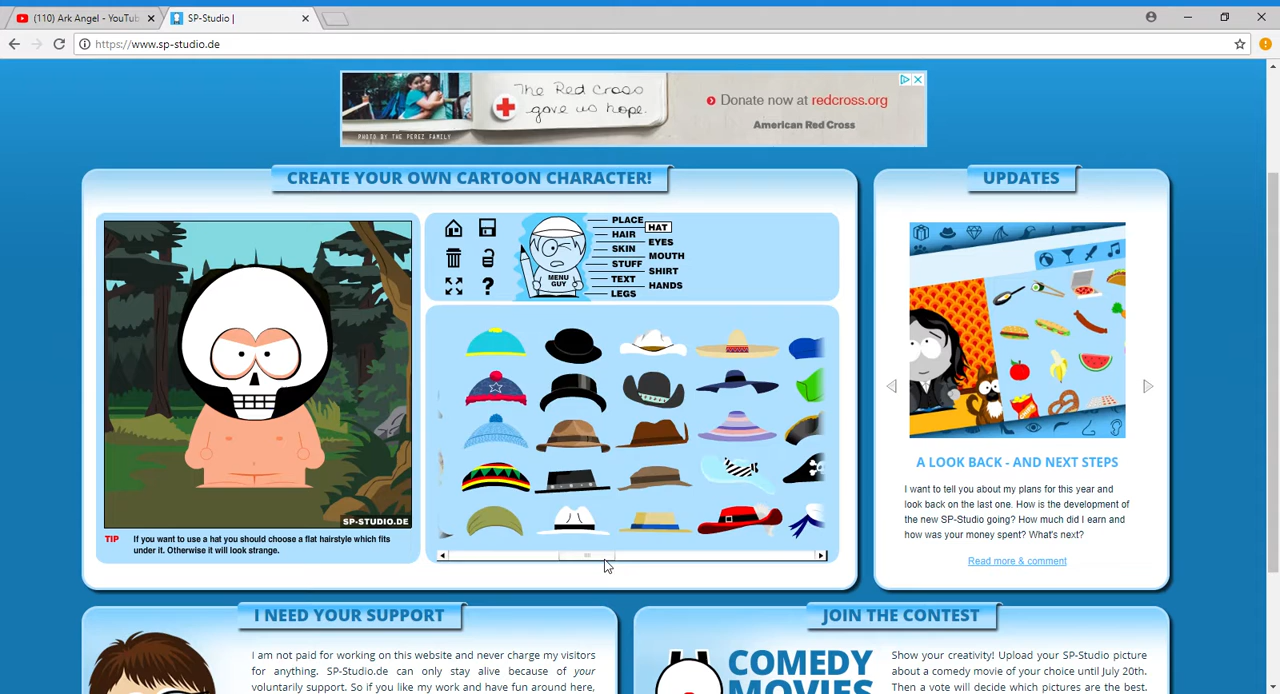 (110) Ark Angel - YouTub
SP-Studio |
https://www.sp-studio.de
The Red Cross
gave us hope.
PHOTO BY THE PEREZ FAMILY
Donate now at redcross.org
American Red Cross
CREATE YOUR OWN CARTOON CHARACTER!
UPDATES
PLACE
HAT
HAIR
EYES
SKIN
MOUTH
STUFF
SHIRT
TEXT
HANDS
LEGS
MENU
GUY
?
SP-STUDIO.DE
TIP If you want to use a hat you should choose a flat hairstyle which fits
under it. Otherwise it will look strange.
A LOOK BACK - AND NEXT STEPS
I want to tell you about my plans for this year and
look back on the last one. How is the development of
the new SP-Studio going? How much did I earn and
how was your money spent? What's next?
Read more & comment
I NEED YOUR SUPPORT
I am not paid for working on this website and never charge my visitors
for anything. SP-Studio.de can only stay alive because of your
voluntarily support. So if you like my work and have fun around here,
JOIN THE CONTEST
COMEDY
MOVIES
Show your creativity! Upload your SP-Studio picture
about a comedy movie of your choice until July 20th.
Then a vote will decide which pictures are the best.